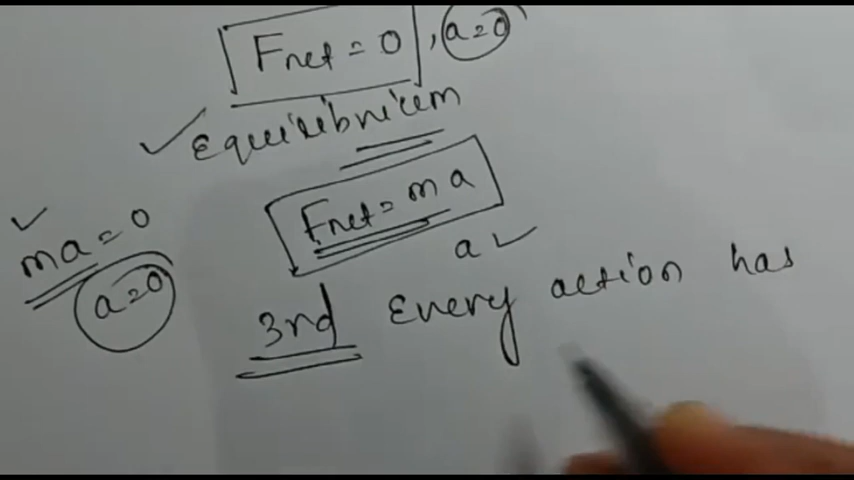 Fnet = 0 , a=0
Equilibrium
Fnet = ma
ma = 0
a ✓
a=0
3rd Every action has